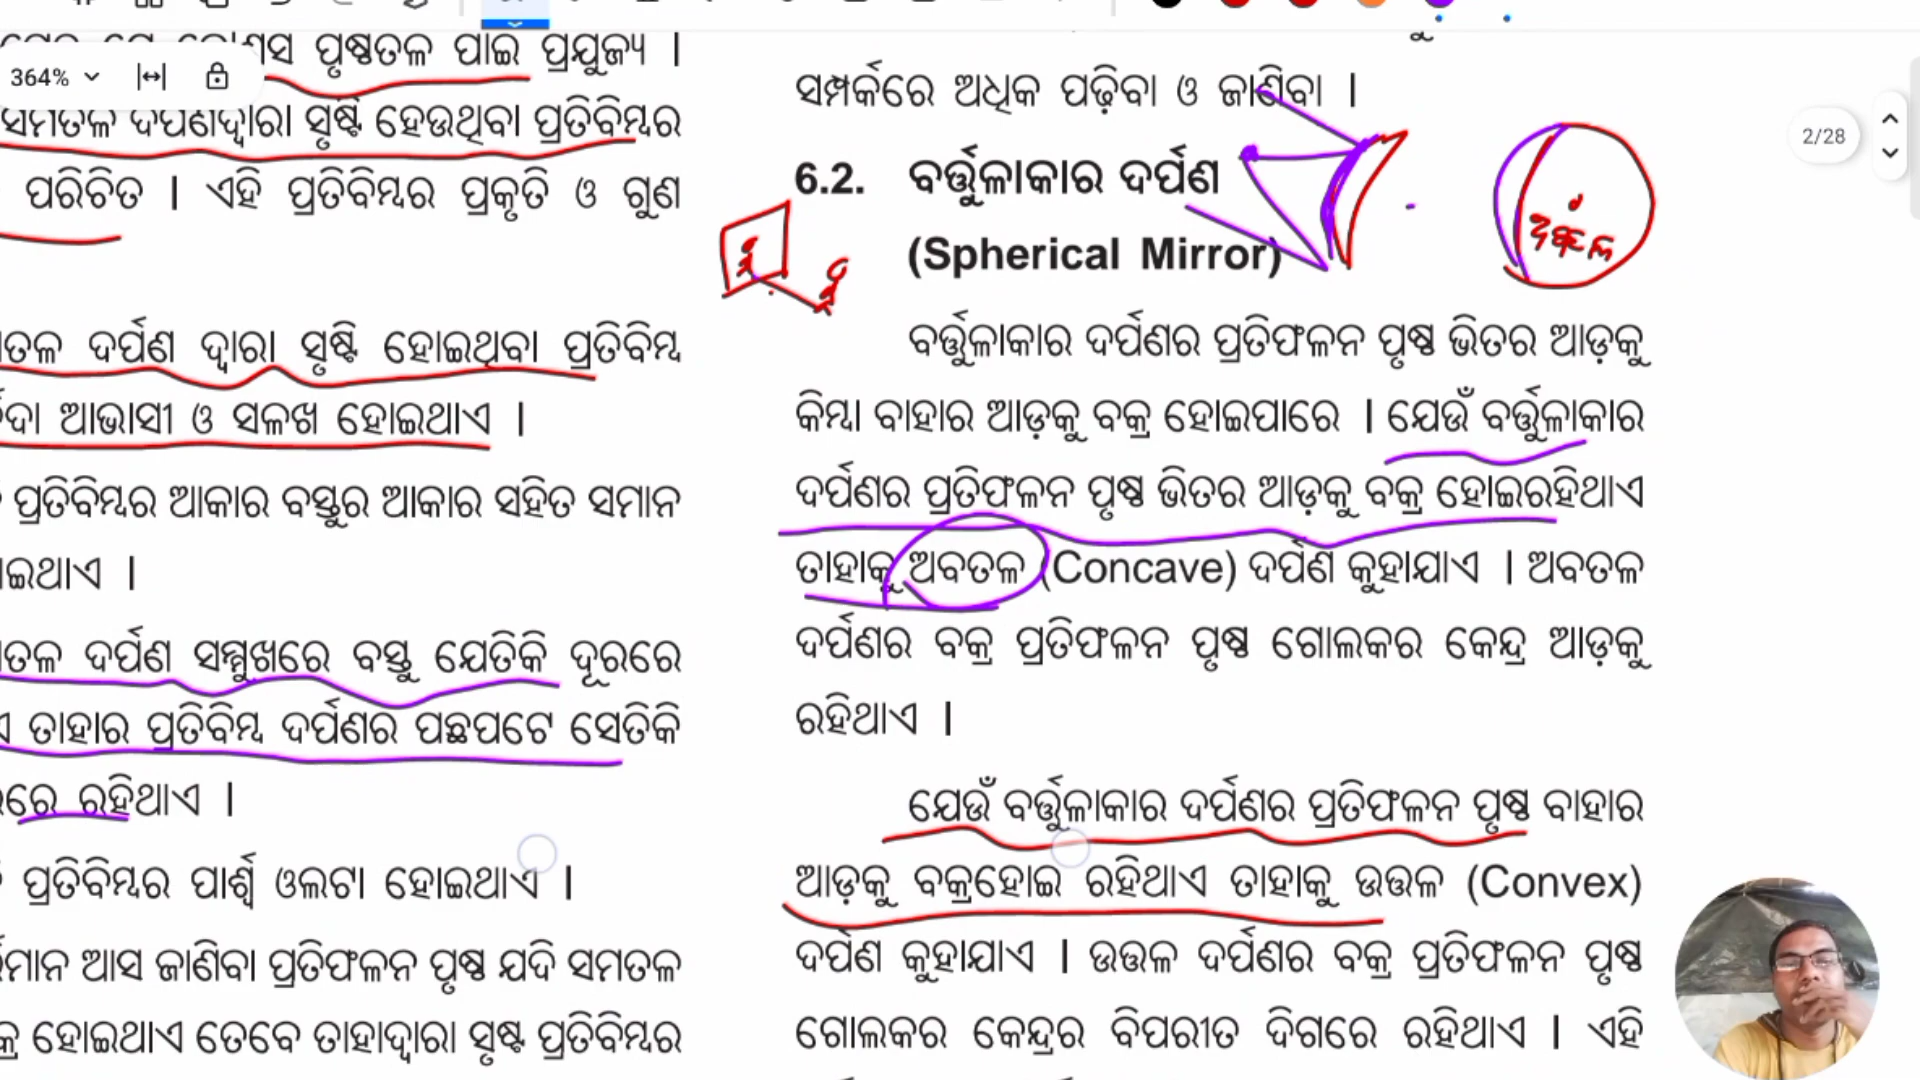 364%
2/28
ପୃଷ୍ଠତଳ ପାଇଁ ପ୍ରଯୁଜ୍ୟ ।
ସମତଳ ଦର୍ପଣଦ୍ୱାରା ସୃଷ୍ଟି ହେଉଥିବା ପ୍ରତିବିମ୍ବର
ପରିଚିତ । ଏହି ପ୍ରତିବିମ୍ବର ପ୍ରକୃତି ଓ ଗୁଣ
ଦର୍ପଣ ଦ୍ୱାରା ସୃଷ୍ଟି ହୋଇଥିବା ପ୍ରତିବିମ୍ବ
ଆଭାସୀ ଓ ସଳଖ ହୋଇଥାଏ ।
ପ୍ରତିବିମ୍ବର ଆକାର ବସ୍ତୁର ଆକାର ସହିତ ସମାନ
ଦର୍ପଣ ସମ୍ମୁଖରେ ବସ୍ତୁ ଯେତିକି ଦୂରରେ
ତାହାର ପ୍ରତିବିମ୍ବ ଦର୍ପଣର ପଛପଟେ ସେତିକି
ରହିଥାଏ ।
ପ୍ରତିବିମ୍ବର ପାର୍ଶ୍ୱ ଓଲଟା ହୋଇଥାଏ ।
ଆସ ଜାଣିବା ପ୍ରତିଫଳନ ପୃଷ୍ଠ ଯଦି ସମତଳ
ହୋଇଥାଏ ତେବେ ତାହାଦ୍ୱାରା ସୃଷ୍ଟ ପ୍ରତିବିମ୍ବର
ସମ୍ପର୍କରେ ଅଧିକ ପଢ଼ିବା ଓ ଜାଣିବା ।
6.2. ବର୍ତ୍ତୁଳାକାର ଦର୍ପଣ
(Spherical Mirror)
ବର୍ତ୍ତୁଳାକାର ଦର୍ପଣର ପ୍ରତିଫଳନ ପୃଷ୍ଠ ଭିତର ଆଡ଼କୁ
କିମ୍ବା ବାହାର ଆଡ଼କୁ ବକ୍ର ହୋଇପାରେ । ଯେଉଁ ବର୍ତ୍ତୁଳାକାର
ଦର୍ପଣର ପ୍ରତିଫଳନ ପୃଷ୍ଠ ଭିତର ଆଡ଼କୁ ବକ୍ର ହୋଇରହିଥାଏ
ତାହାକୁ ଅବତଳ (Concave) ଦର୍ପଣ କୁହାଯାଏ । ଅବତଳ
ଦର୍ପଣର ବକ୍ର ପ୍ରତିଫଳନ ପୃଷ୍ଠ ଗୋଲକର କେନ୍ଦ୍ର ଆଡ଼କୁ
ରହିଥାଏ ।
ଯେଉଁ ବର୍ତ୍ତୁଳାକାର ଦର୍ପଣର ପ୍ରତିଫଳନ ପୃଷ୍ଠ ବାହାର
ଆଡ଼କୁ ବକ୍ରହୋଇ ରହିଥାଏ ତାହାକୁ ଉତ୍ତଳ (Convex)
ଦର୍ପଣ କୁହାଯାଏ । ଉତ୍ତଳ ଦର୍ପଣର ବକ୍ର ପ୍ରତିଫଳନ ପୃଷ୍ଠ
ଗୋଲକର କେନ୍ଦ୍ରର ବିପରୀତ ଦିଗରେ ରହିଥାଏ । ଏହି